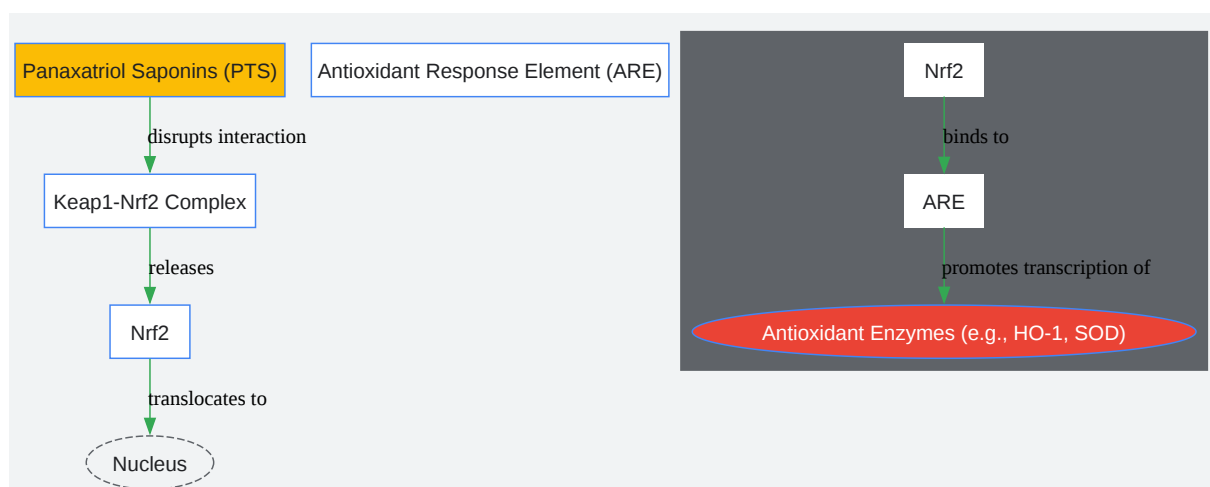 Panaxatriol Saponins (PTS)
disrupts interaction
Keap1-Nrf2 Complex
releases
Nrf2
translocates to
Nucleus
Antioxidant Response Element (ARE)
Nrf2
binds to
ARE
promotes transcription of
Antioxidant Enzymes (e.g., HO-1, SOD)